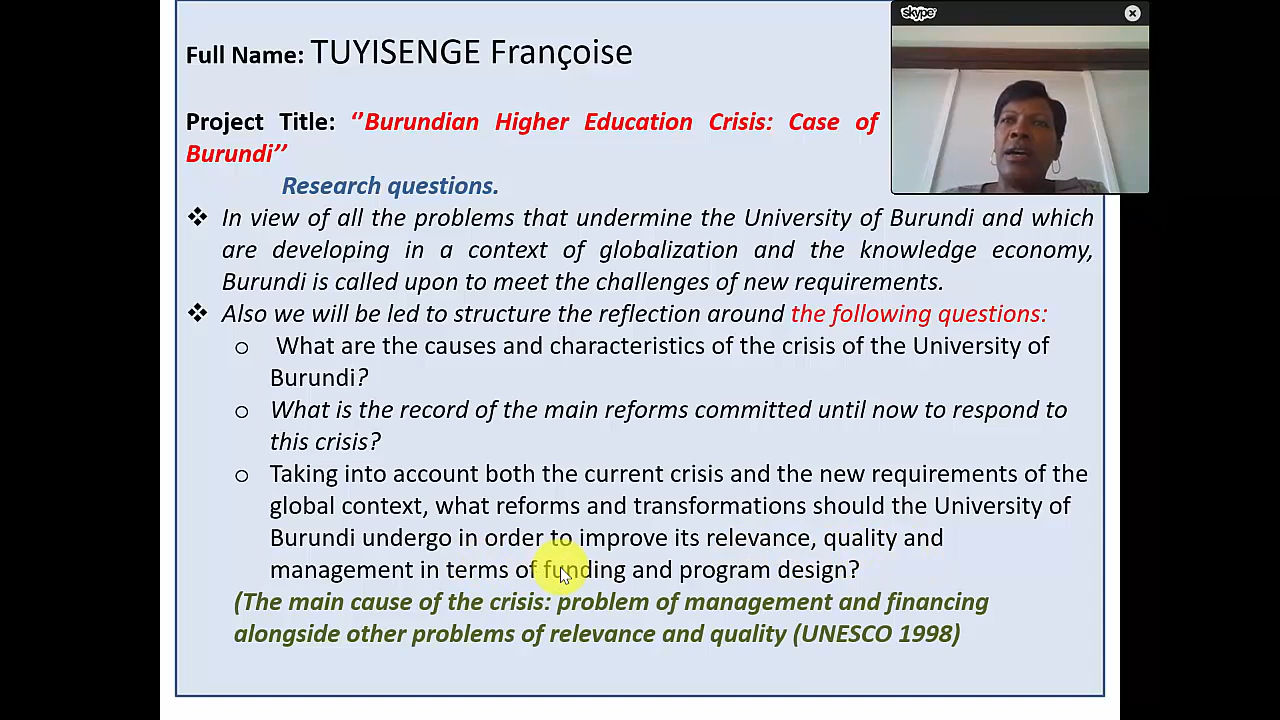 skype
Full Name: TUYISENGE Françoise
Project Title: ‘’Burundian Higher Education Crisis: Case of
Burundi’’
Research questions.
❖ In view of all the problems that undermine the University of Burundi and which
are developing in a context of globalization and the knowledge economy,
Burundi is called upon to meet the challenges of new requirements.
❖ Also we will be led to structure the reflection around the following questions:
o What are the causes and characteristics of the crisis of the University of
Burundi?
o What is the record of the main reforms committed until now to respond to
this crisis?
o Taking into account both the current crisis and the new requirements of the
global context, what reforms and transformations should the University of
Burundi undergo in order to improve its relevance, quality and
management in terms of funding and program design?
(The main cause of the crisis: problem of management and financing
alongside other problems of relevance and quality (UNESCO 1998)